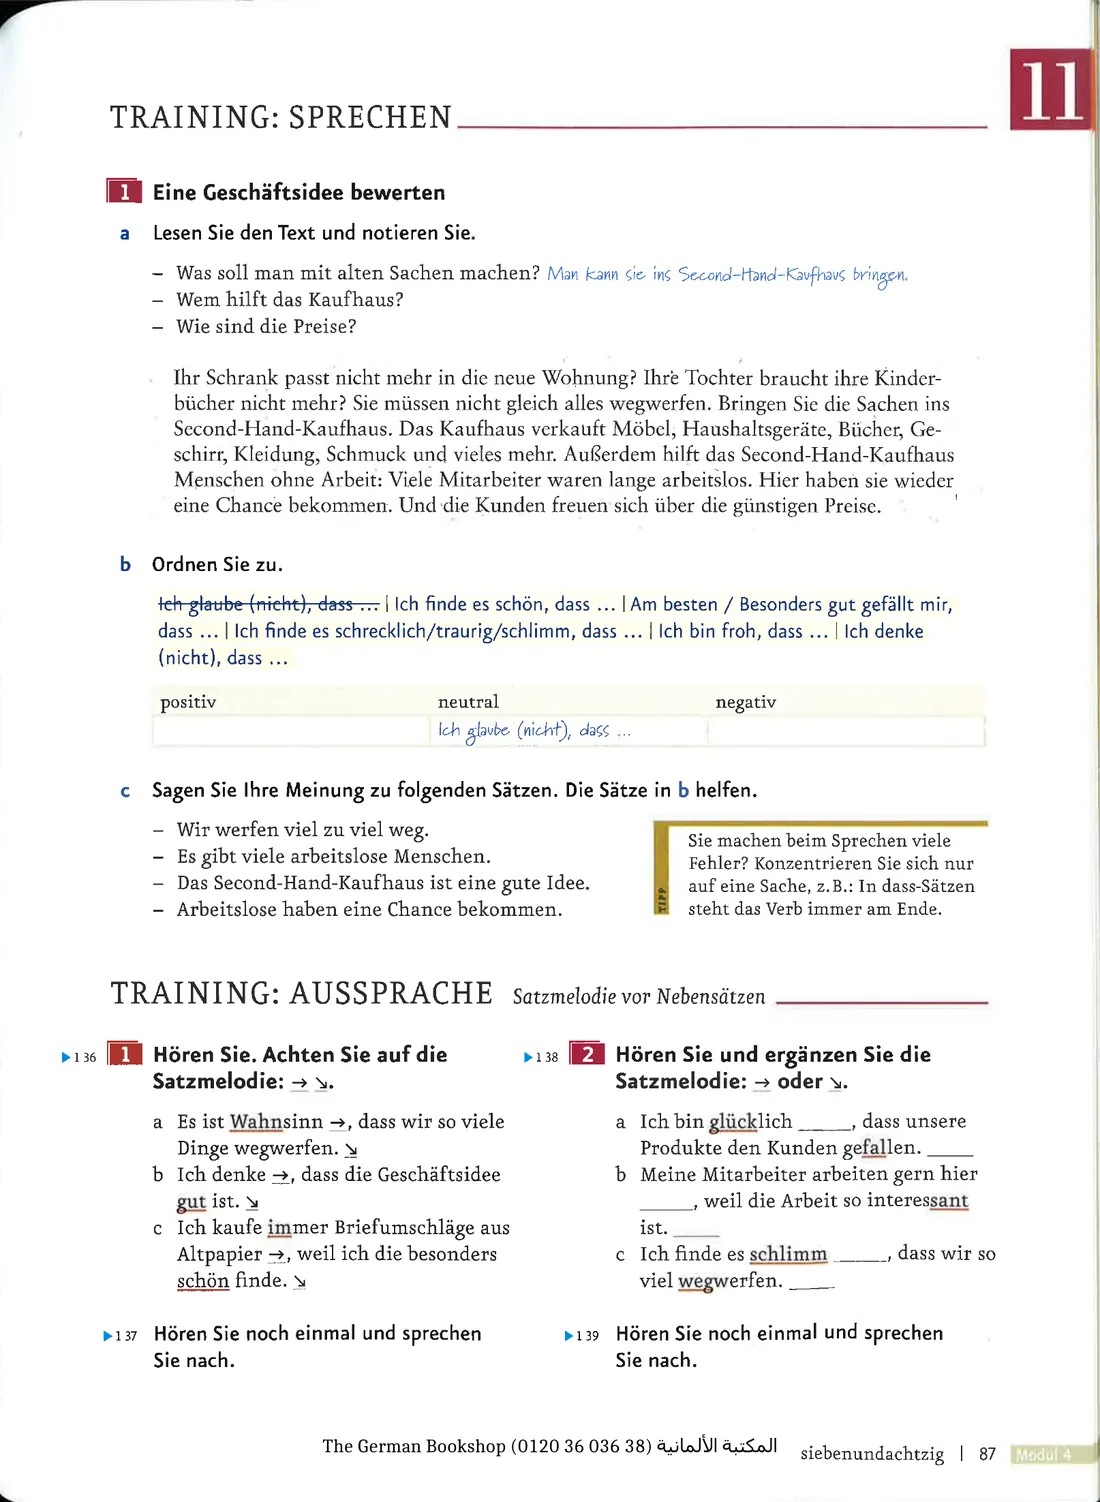 11
TRAINING: SPRECHEN
1 Eine Geschäftsidee bewerten
a Lesen Sie den Text und notieren Sie.
– Was soll man mit alten Sachen machen? Man kann sie ins Second-Hand-Kaufhaus bringen.
– Wem hilft das Kaufhaus?
– Wie sind die Preise?
Ihr Schrank passt nicht mehr in die neue Wohnung? Ihre Tochter braucht ihre Kinder-
bücher nicht mehr? Sie müssen nicht gleich alles wegwerfen. Bringen Sie die Sachen ins
Second-Hand-Kaufhaus. Das Kaufhaus verkauft Möbel, Haushaltsgeräte, Bücher, Ge-
schirr, Kleidung, Schmuck und vieles mehr. Außerdem hilft das Second-Hand-Kaufhaus
Menschen ohne Arbeit: Viele Mitarbeiter waren lange arbeitslos. Hier haben sie wieder
eine Chance bekommen. Und die Kunden freuen sich über die günstigen Preise.
b Ordnen Sie zu.
Ich glaube (nicht), dass ... | Ich finde es schön, dass ... | Am besten / Besonders gut gefällt mir,
dass ... | Ich finde es schrecklich/traurig/schlimm, dass ... | Ich bin froh, dass ... | Ich denke
(nicht), dass ...
positiv neutral negativ
Ich glaube (nicht), dass ...
c Sagen Sie Ihre Meinung zu folgenden Sätzen. Die Sätze in b helfen.
– Wir werfen viel zu viel weg.
– Es gibt viele arbeitslose Menschen.
– Das Second-Hand-Kaufhaus ist eine gute Idee.
– Arbeitslose haben eine Chance bekommen.
TIPP
Sie machen beim Sprechen viele
Fehler? Konzentrieren Sie sich nur
auf eine Sache, z.B.: In dass-Sätzen
steht das Verb immer am Ende.
TRAINING: AUSSPRACHE Satzmelodie vor Nebensätzen
▶ 1 36 1 Hören Sie. Achten Sie auf die
Satzmelodie: → ↘.
a Es ist Wahnsinn →, dass wir so viele
Dinge wegwerfen. ↘
b Ich denke →, dass die Geschäftsidee
gut ist. ↘
c Ich kaufe immer Briefumschläge aus
Altpapier →, weil ich die besonders
schön finde. ↘
▶ 1 37 Hören Sie noch einmal und sprechen
Sie nach.
▶ 1 38 2 Hören Sie und ergänzen Sie die
Satzmelodie: → oder ↘.
a Ich bin glücklich _____, dass unsere
Produkte den Kunden gefallen. _____
b Meine Mitarbeiter arbeiten gern hier
_____, weil die Arbeit so interessant
ist. _____
c Ich finde es schlimm _____, dass wir so
viel wegwerfen. _____
▶ 1 39 Hören Sie noch einmal und sprechen
Sie nach.
The German Bookshop (0120 36 036 38) المكتبة الألمانية
siebenundachtzig | 87 Modul 4